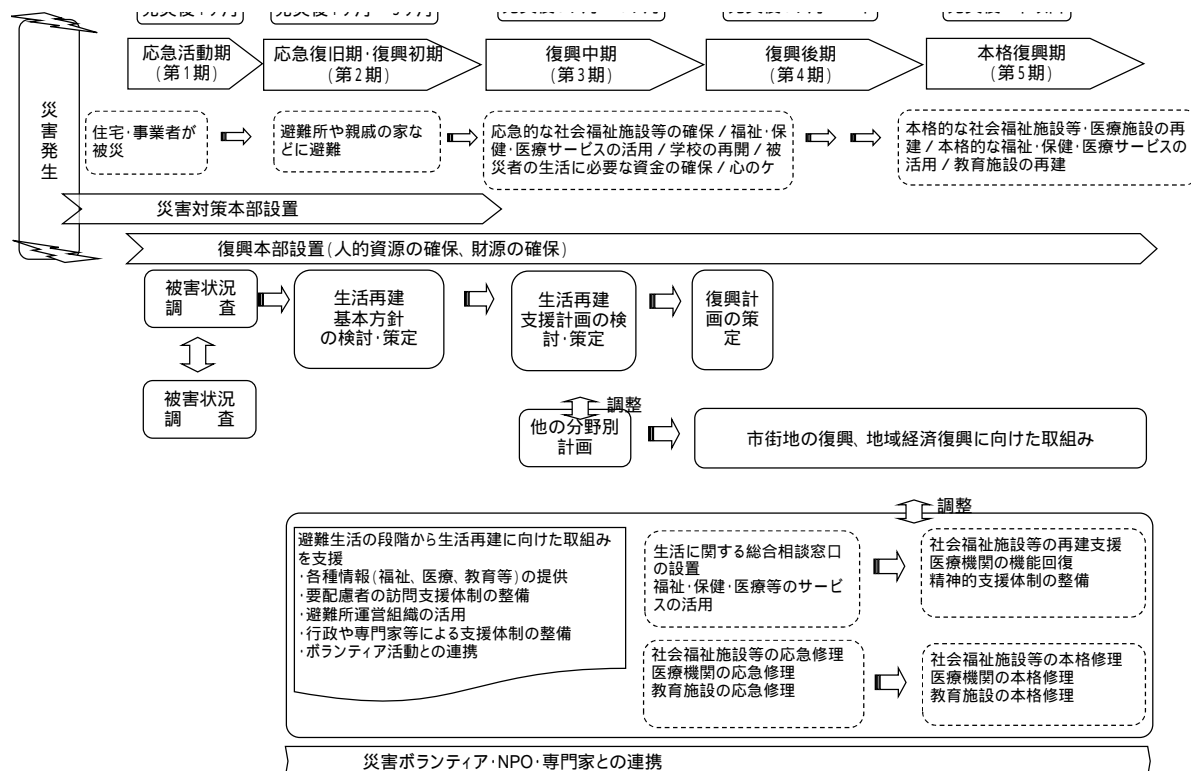 応急活動期
(第1期)
応急復旧期・復興初期
(第2期)
復興中期
(第3期)
復興後期
(第4期)
本格復興期
(第5期)
災害発生
住宅・事業者が
被災
避難所や親戚の家な
どに避難
応急的な社会福祉施設等の確保/福祉・保
健・医療サービスの活用/学校の再開/被
災者の生活に必要な資金の確保/心のケ
本格的な社会福祉施設等・医療施設の再
建/本格的な福祉・保健・医療サービスの
活用/教育施設の再建
災害対策本部設置
復興本部設置(人的資源の確保、財源の確保)
被害状況
調　査
生活再建
基本方針
の検討・策定
生活再建
支援計画の検
討・策定
復興計
画の策
定
被害状況
調　査
調整
他の分野別
計画
市街地の復興、地域経済復興に向けた取組み
調整
避難生活の段階から生活再建に向けた取組み
を支援
・各種情報(福祉、医療、教育等)の提供
・要配慮者の訪問支援体制の整備
・避難所運営組織の活用
・行政や専門家等による支援体制の整備
・ボランティア活動との連携
生活に関する総合相談窓口
の設置
福祉・保健・医療等のサービ
スの活用
社会福祉施設等の再建支援
医療機関の機能回復
精神的支援体制の整備
社会福祉施設等の応急修理
医療機関の応急修理
教育施設の応急修理
社会福祉施設等の本格修理
医療機関の本格修理
教育施設の本格修理
災害ボランティア・NPO・専門家との連携